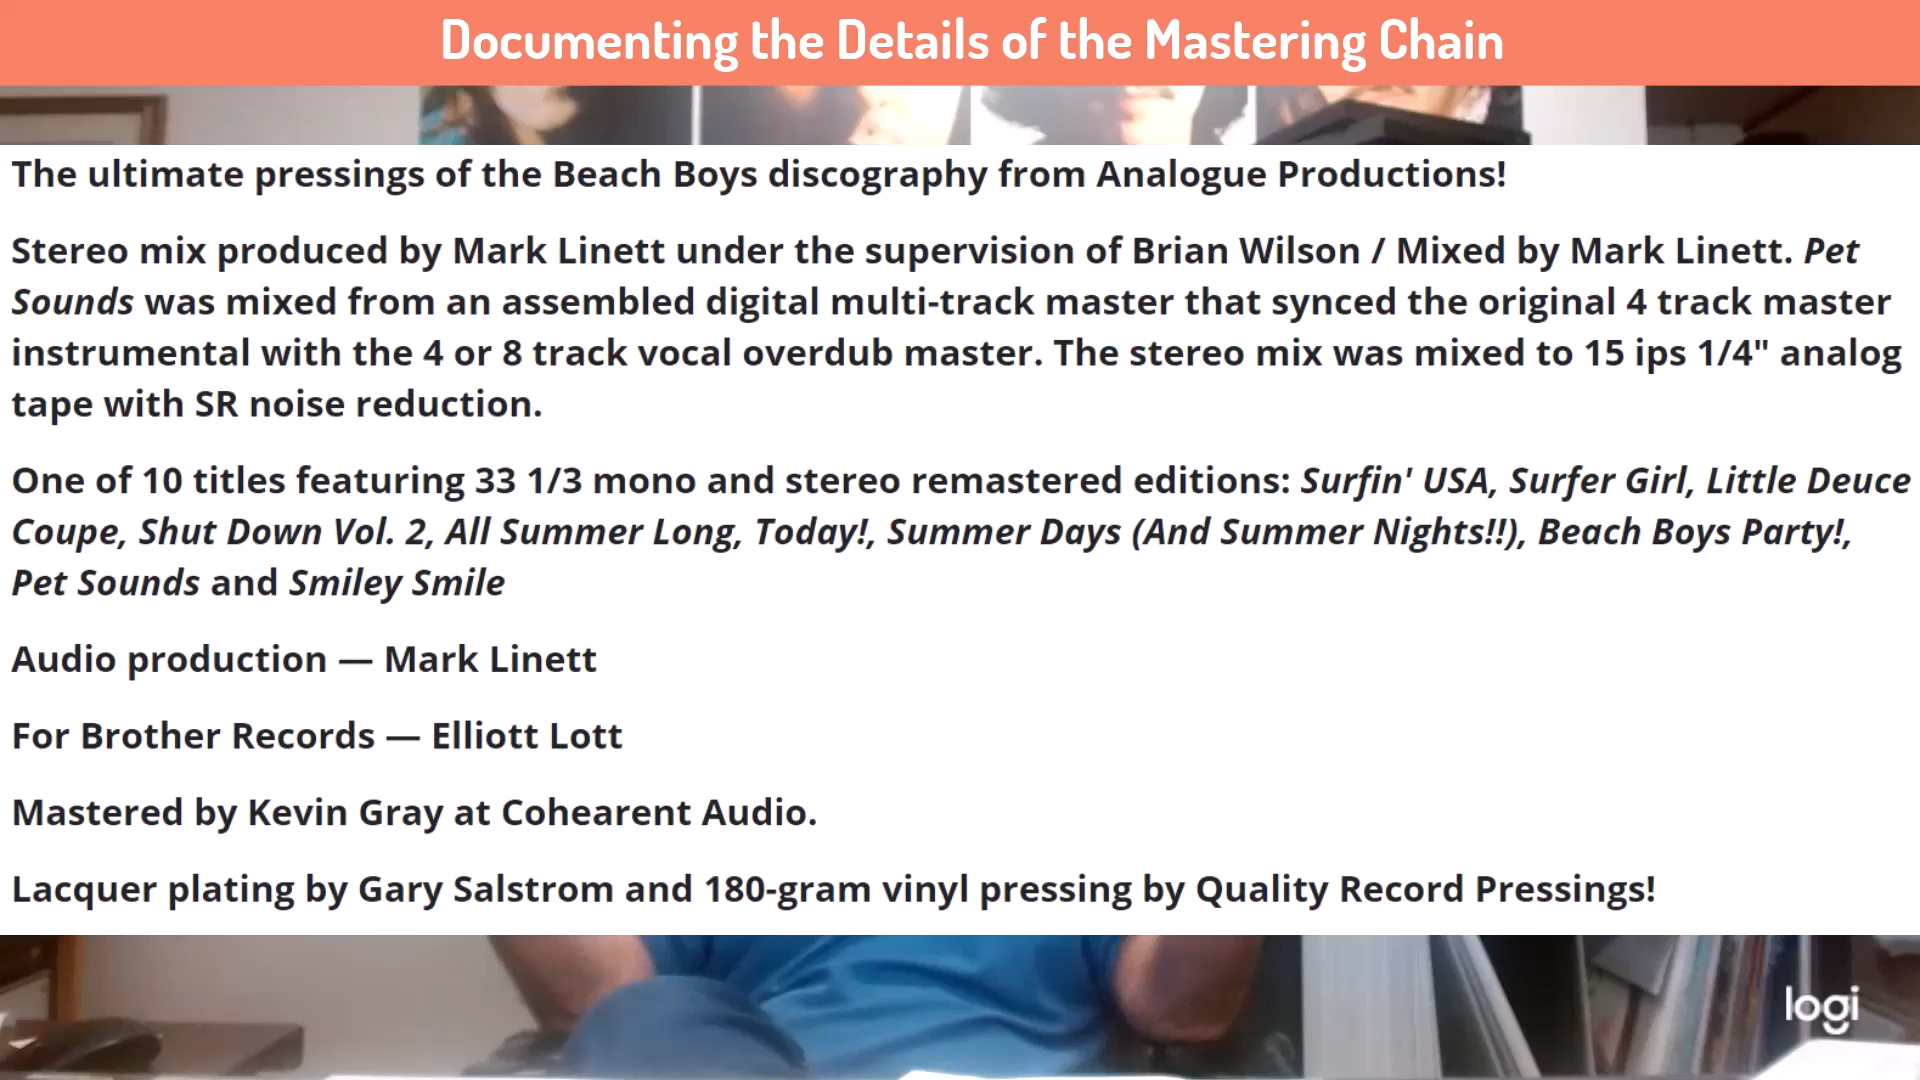 Documenting the Details of the Mastering Chain
The ultimate pressings of the Beach Boys discography from Analogue Productions!
Stereo mix produced by Mark Linett under the supervision of Brian Wilson / Mixed by Mark Linett. Pet
Sounds was mixed from an assembled digital multi-track master that synced the original 4 track master
instrumental with the 4 or 8 track vocal overdub master. The stereo mix was mixed to 15 ips 1/4" analog
tape with SR noise reduction.
One of 10 titles featuring 33 1/3 mono and stereo remastered editions: Surfin' USA, Surfer Girl, Little Deuce
Coupe, Shut Down Vol. 2, All Summer Long, Today!, Summer Days (And Summer Nights!!), Beach Boys Party!,
Pet Sounds and Smiley Smile
Audio production — Mark Linett
For Brother Records — Elliott Lott
Mastered by Kevin Gray at Cohearent Audio.
Lacquer plating by Gary Salstrom and 180-gram vinyl pressing by Quality Record Pressings!
logi